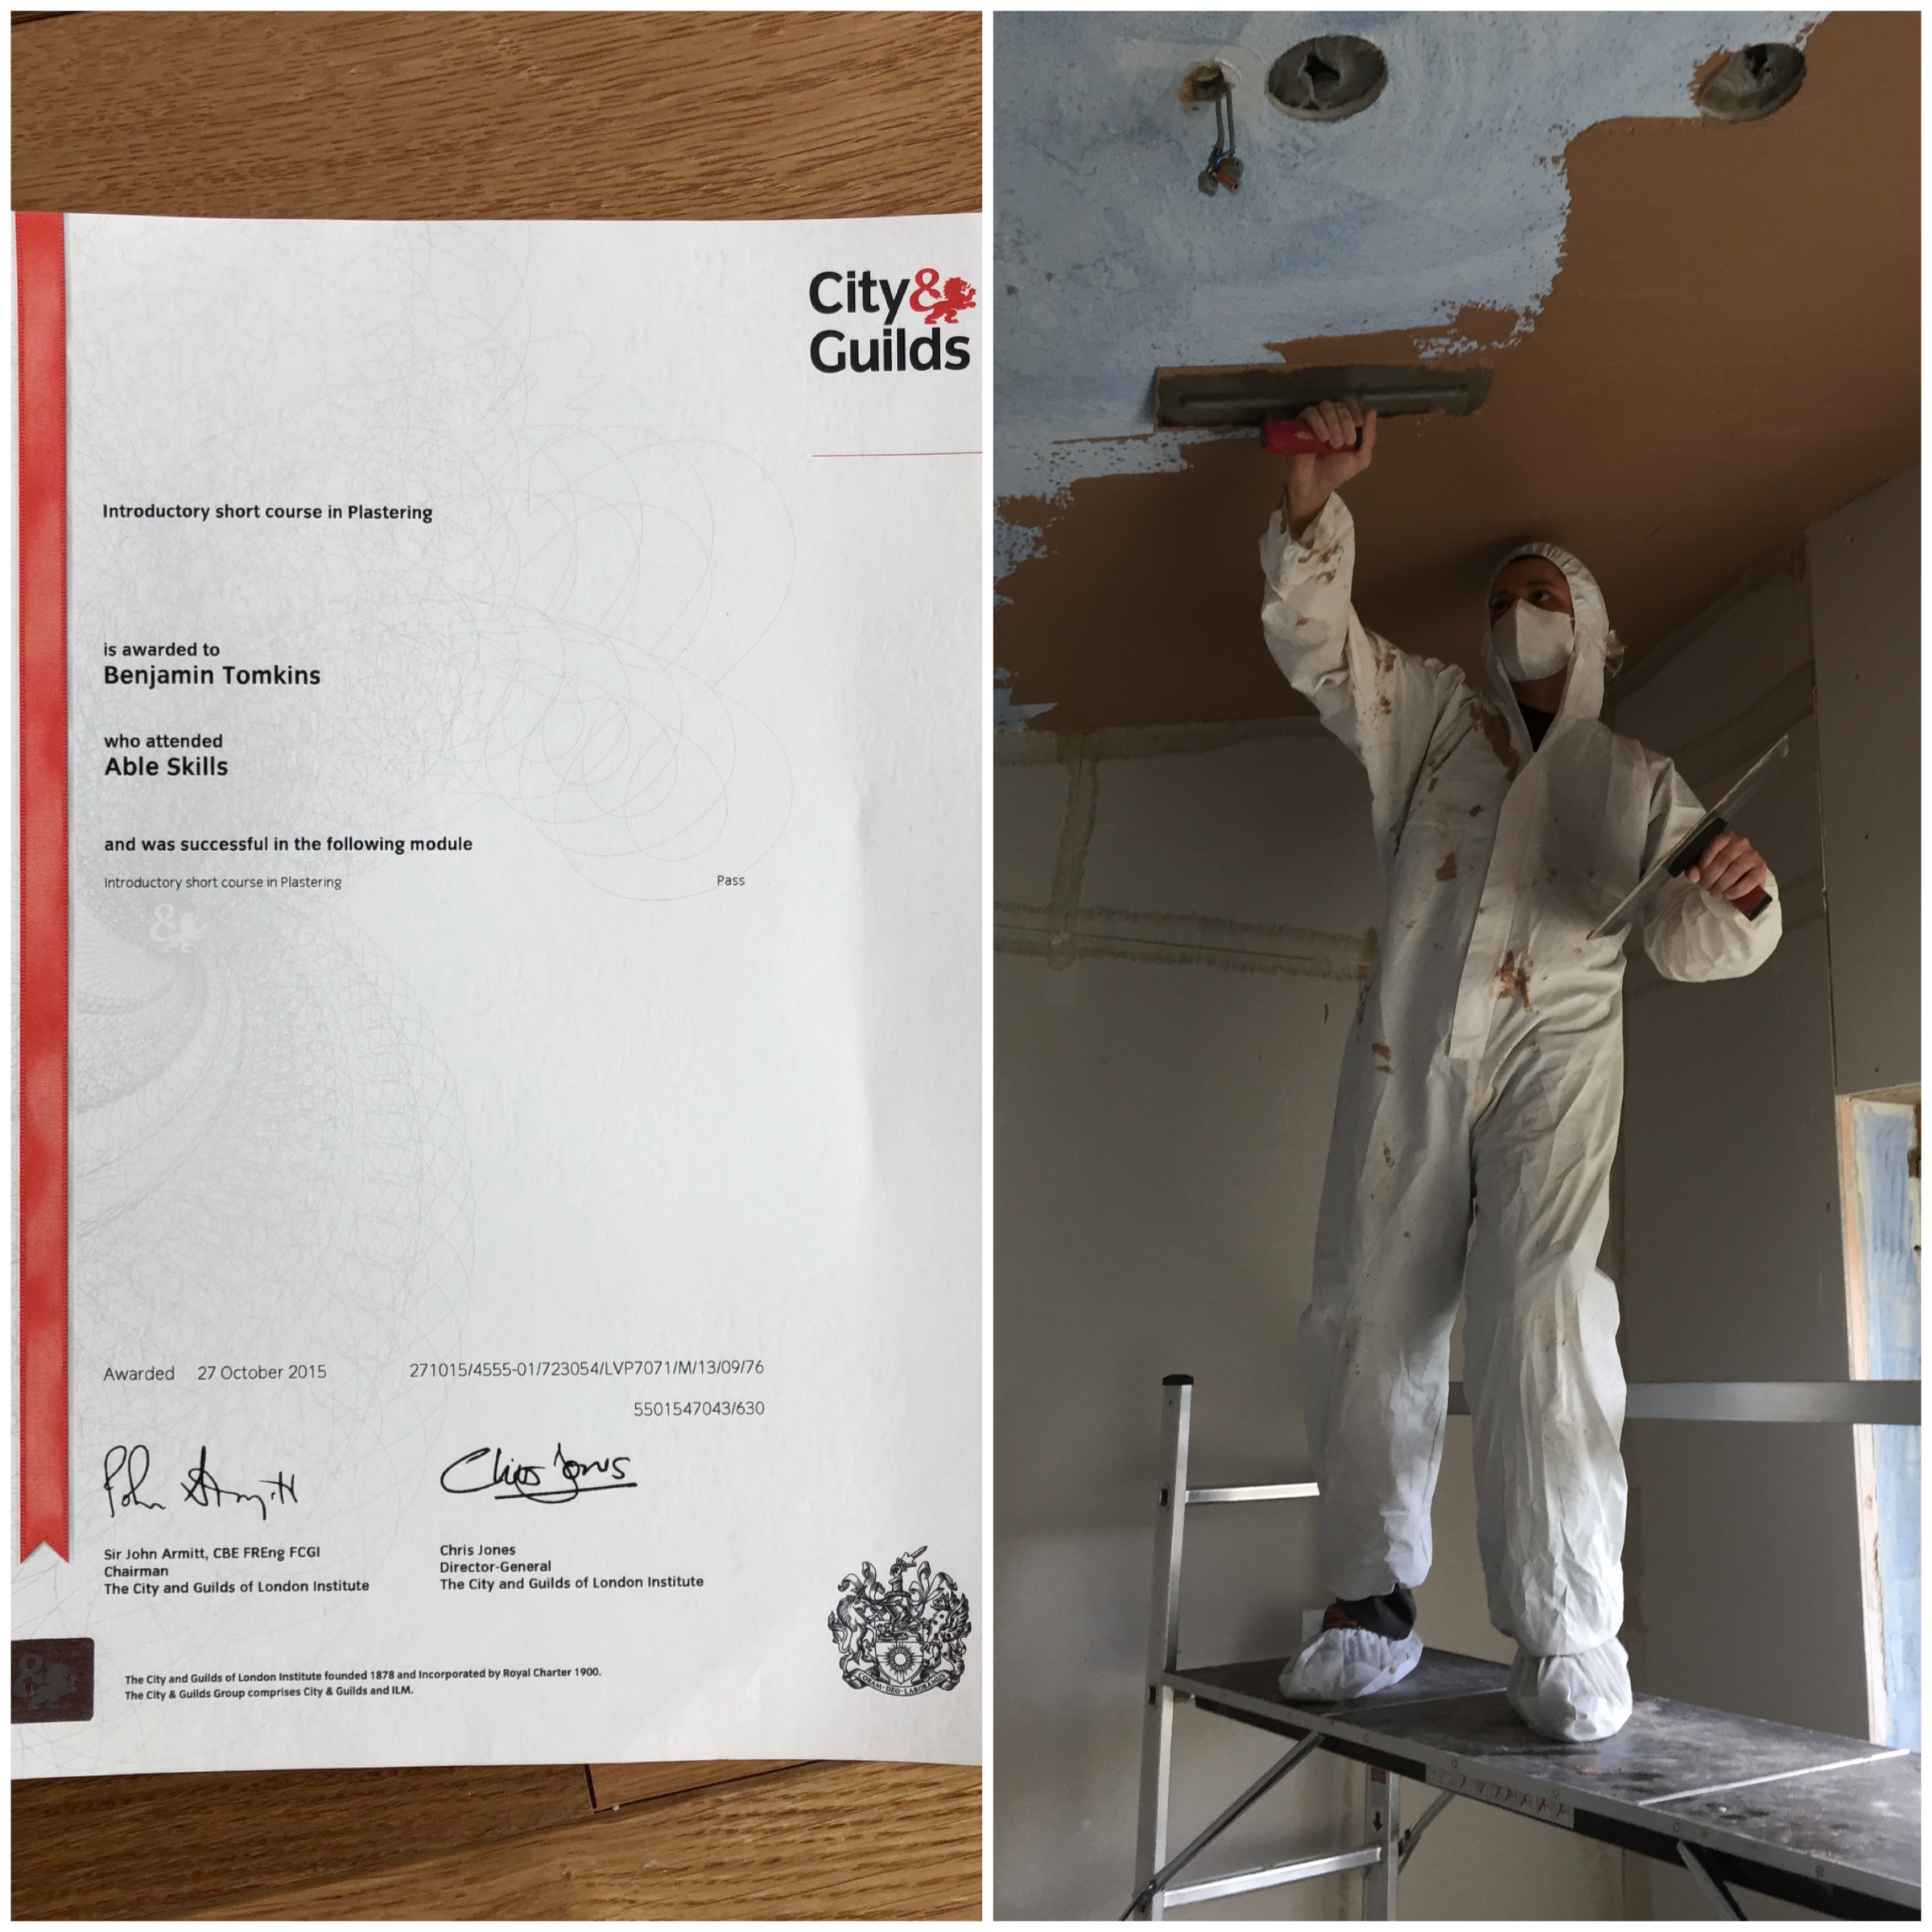 City&
Guilds
Introductory short course in Plastering
is awarded to
Benjamin Tomkins
who attended
Able Skills
and was successful in the following module
Introductory short course in Plastering Pass
Awarded 27 October 2015 271015/4555-01/723054/LVP7071/M/13/09/76
5501547043/630
John Armitt Chris Jones
Sir John Armitt, CBE FREng FCGI
Chairman
The City and Guilds of London Institute
Chris Jones
Director-General
The City and Guilds of London Institute
The City and Guilds of London Institute founded 1878 and Incorporated by Royal Charter 1900.
The City & Guilds Group comprises City & Guilds and ILM.